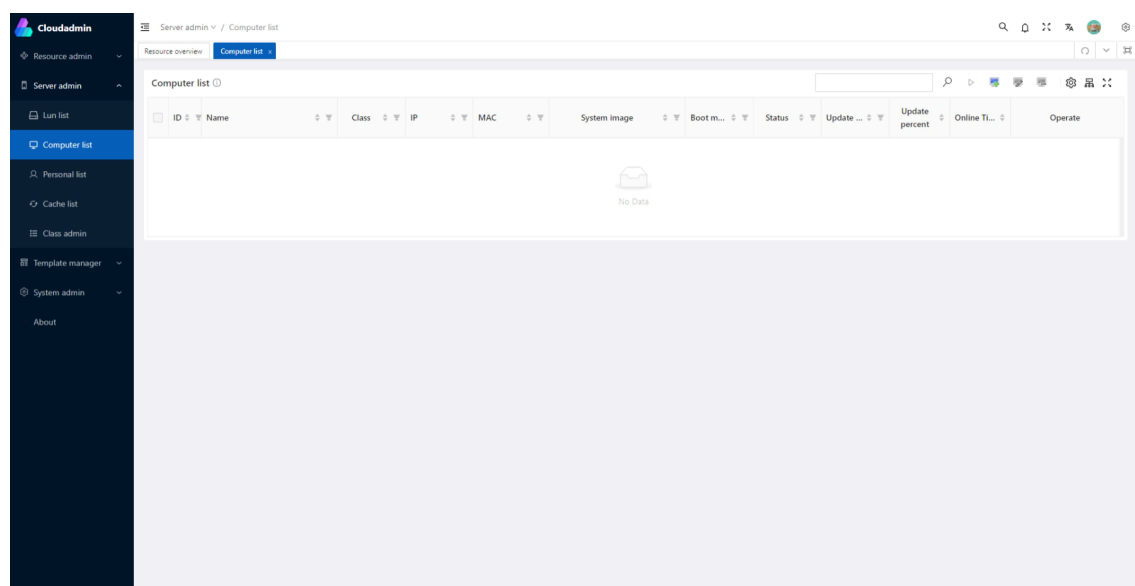 Cloudadmin
Server admin / Computer list
Resource admin
Resource overview
Computer list ×
Server admin
Computer list
Lun list
ID Name Class IP MAC System image Boot m... Status Update ... Update percent Online Ti... Operate
Computer list
Personal list
No Data
Cache list
Class admin
Template manager
System admin
About